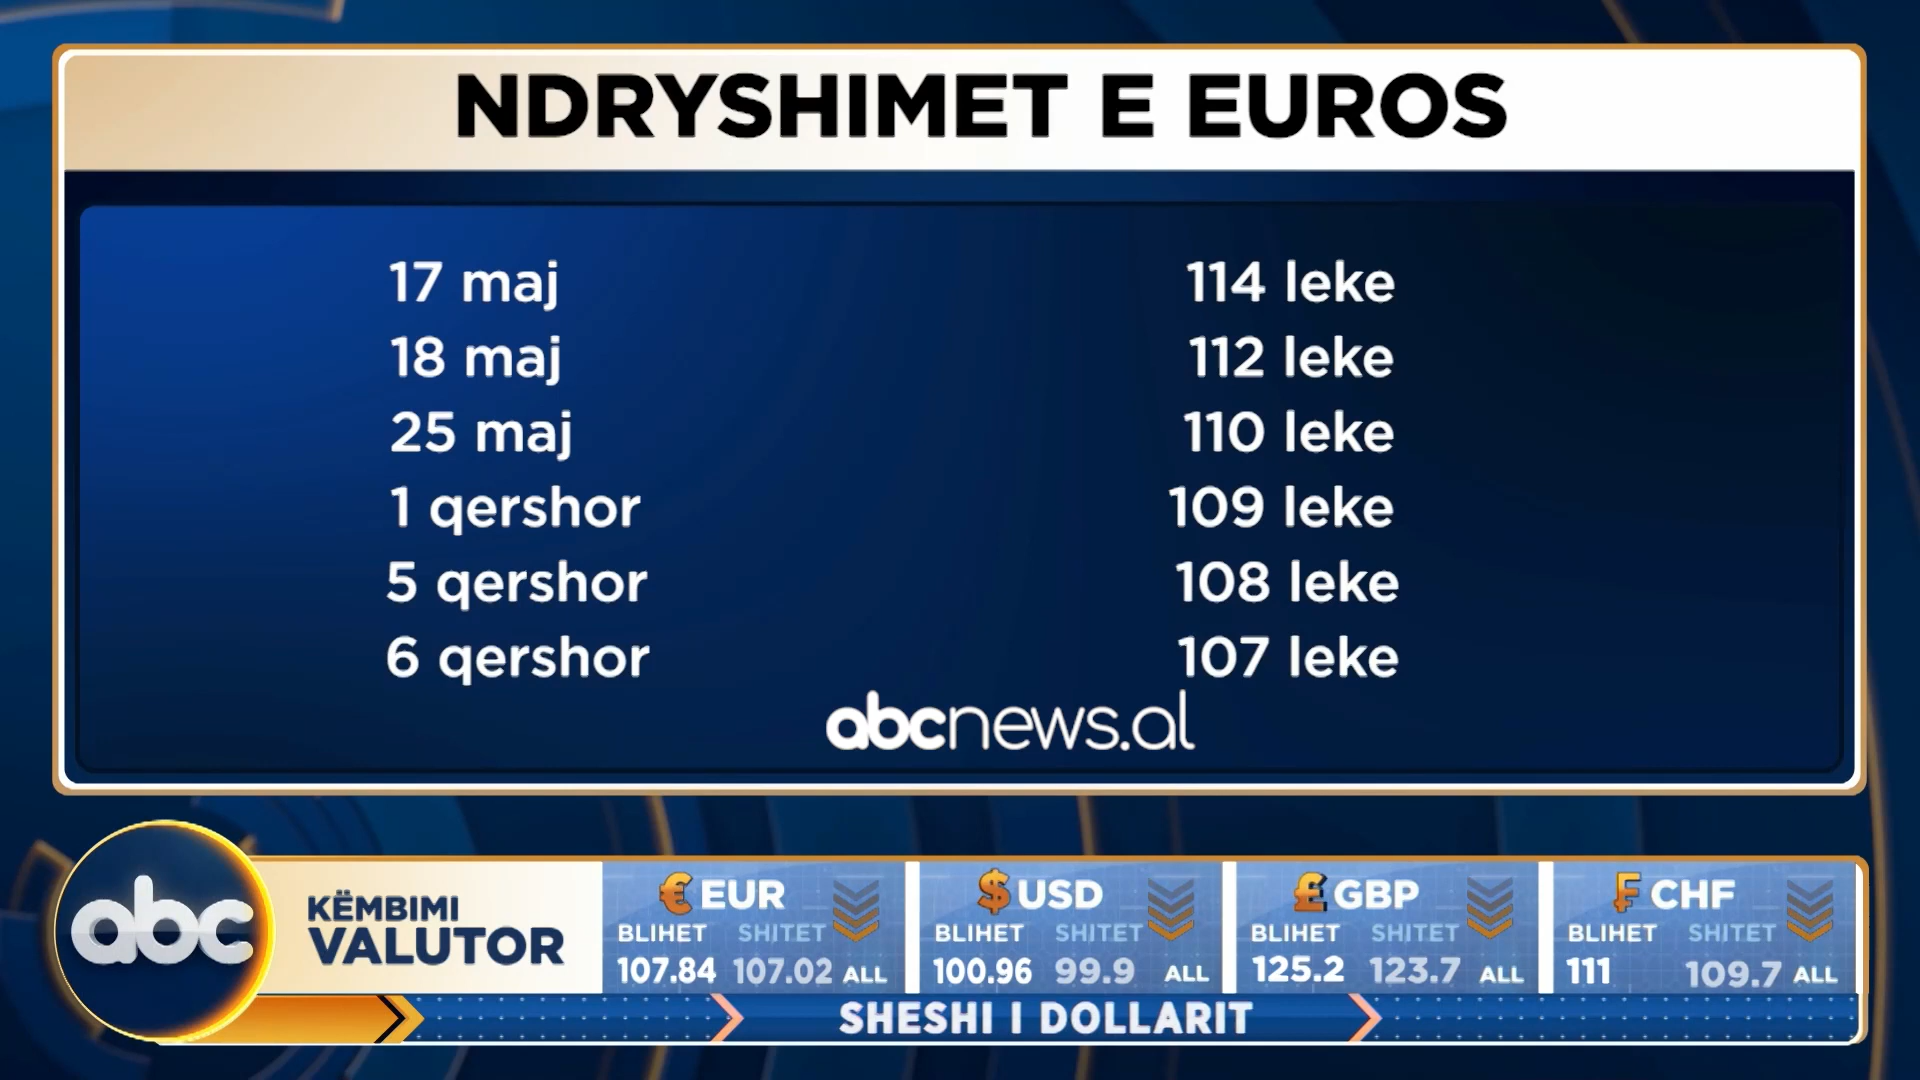 NDRYSHIMET E EUROS
17 maj 114 leke
18 maj 112 leke
25 maj 110 leke
1 qershor 109 leke
5 qershor 108 leke
6 qershor 107 leke
abcnews.al
abc
KËMBIMI
VALUTOR
€ EUR
BLIHET SHITET
107.84 107.02 ALL
$ USD
BLIHET SHITET
100.96 99.9 ALL
£ GBP
BLIHET SHITET
125.2 123.7 ALL
₣ CHF
BLIHET SHITET
111 109.7 ALL
SHESHI I DOLLARIT